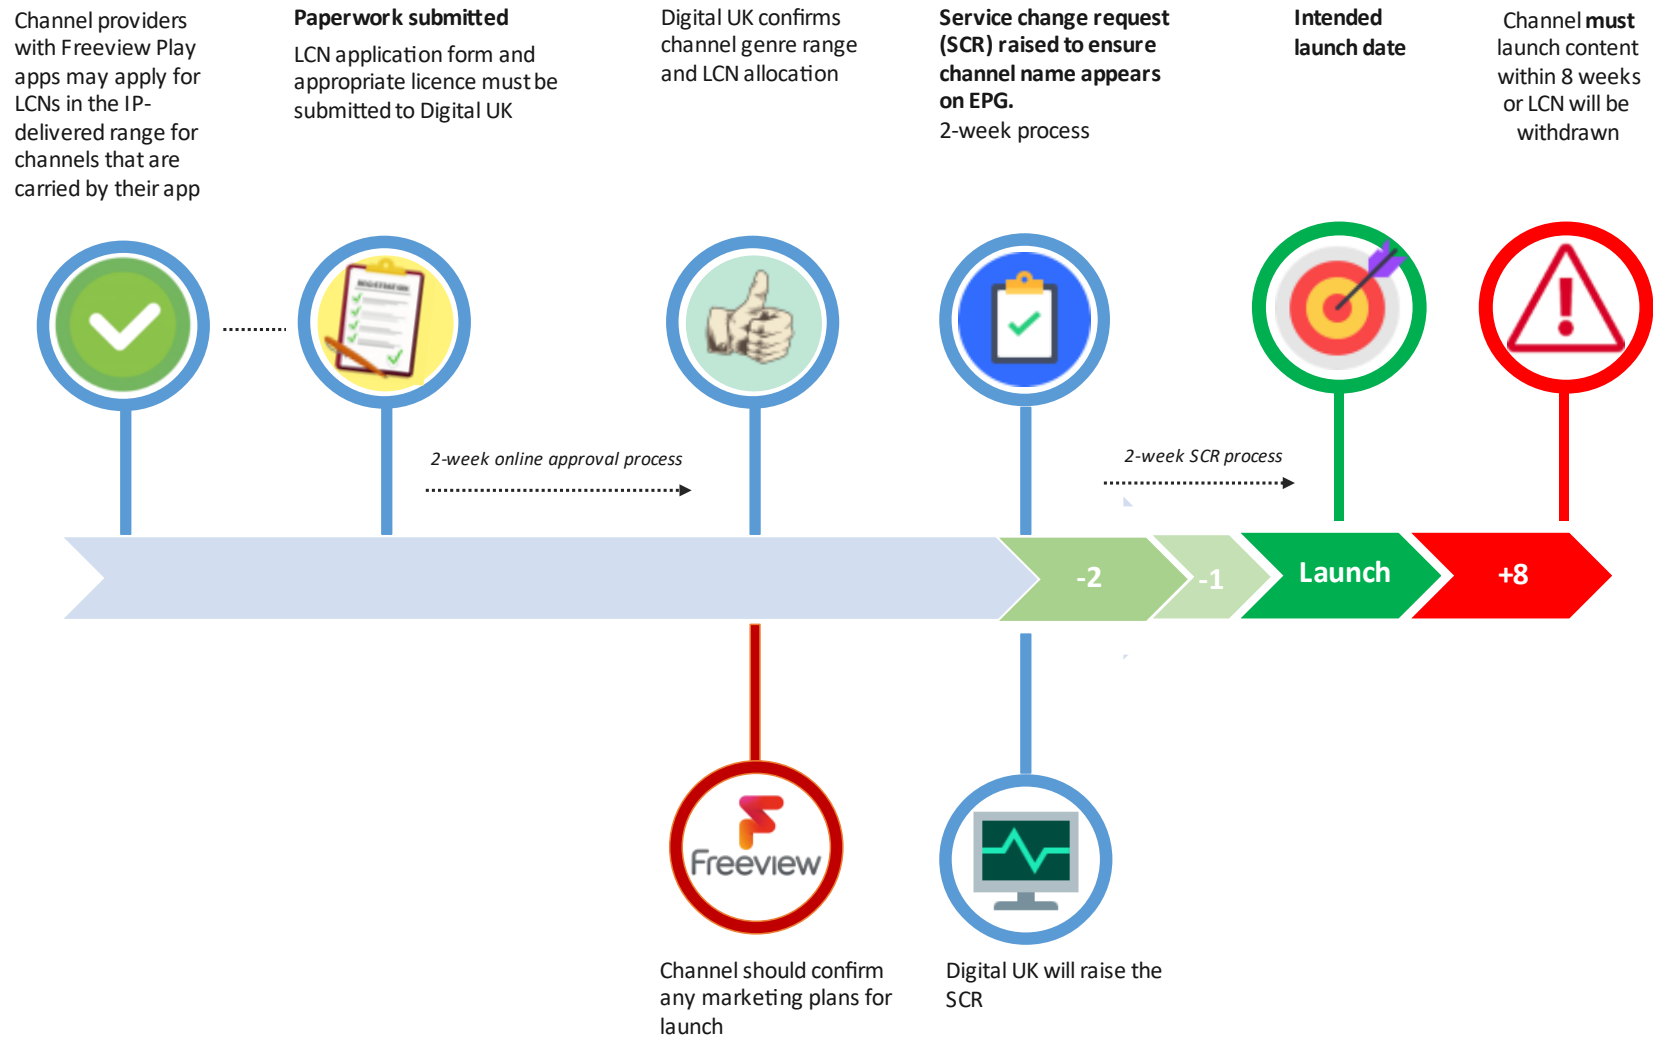 Channel providers
with Freeview Play
apps may apply for
LCNs in the IP-
delivered range for
channels that are
carried by their app
Paperwork submitted
LCN application form and
appropriate licence must be
submitted to Digital UK
Digital UK confirms
channel genre range
and LCN allocation
Service change request
(SCR) raised to ensure
channel name appears
on EPG.
2-week process
Intended
launch date
Channel must
launch content
within 8 weeks
or LCN will be
withdrawn
REGISTRATION
2-week online approval process
2-week SCR process
-2
-1
Launch
+8
Freeview
Channel should confirm
any marketing plans for
launch
Digital UK will raise the
SCR